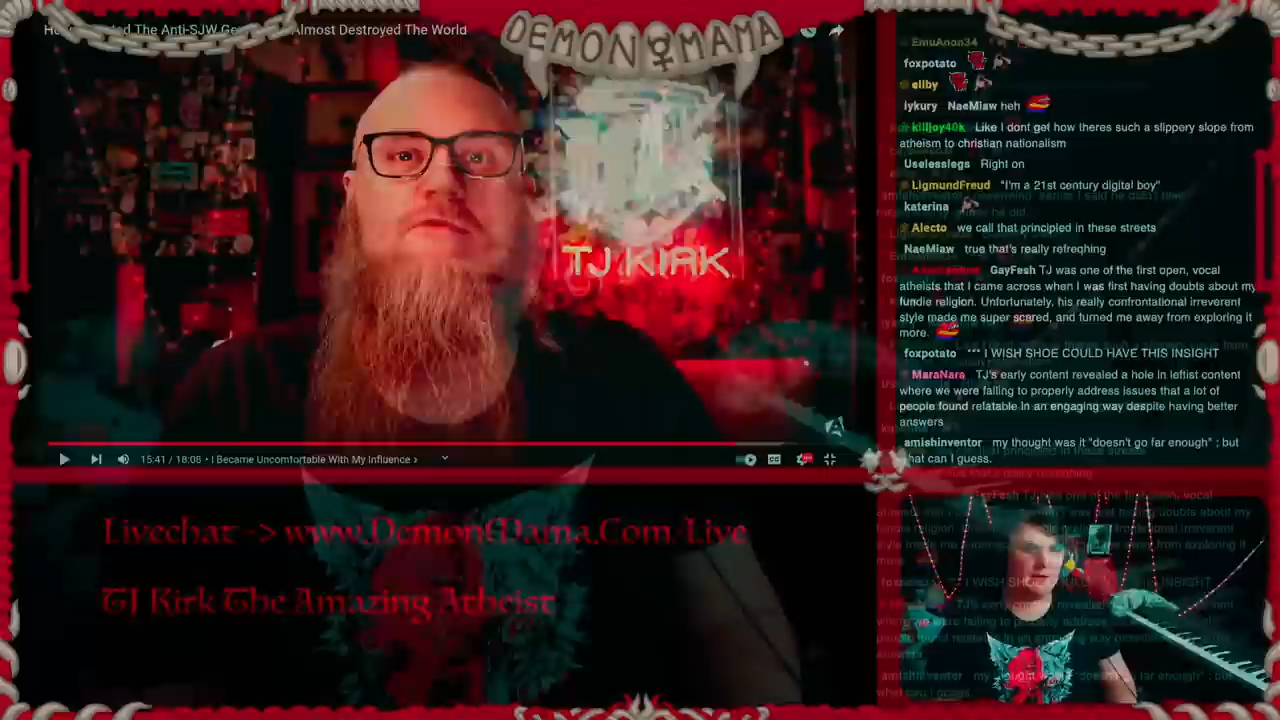 The Anti-SJW
Almost Destroyed The World
DEMON MAMA
TJ KIRK
15:41 / 18:08 • I Became Uncomfortable With My Influence ›
EmuAnon34
foxpotato
ellby
lykury NaeMiaw heh
killjoy40k Like I dont get how theres such a slippery slope from
atheism to christian nationalism
Uselesslegs Right on
LigmundFreud "I'm a 21st century digital boy"
katerina
Alecto we call that principled in these streets
NaeMiaw true that's really refreqhing
GayFesh TJ was one of the first open, vocal
atheists that I came across when I was first having doubts about my
fundie religion. Unfortunately, his really confrontational irreverent
style made me super scared, and turned me away from exploring it
more.
foxpotato *** I WISH SHOE COULD HAVE THIS INSIGHT
MaraNara TJ's early content revealed a hole in leftist content
where we were failing to properly address issues that a lot of
people found relatable in an engaging way despite having better
answers
amishinventor my thought was it "doesn't go far enough" ; but
what can I guess.
Livechat -> www.DemonMama.Com/Live
TJ Kirk The Amazing Atheist